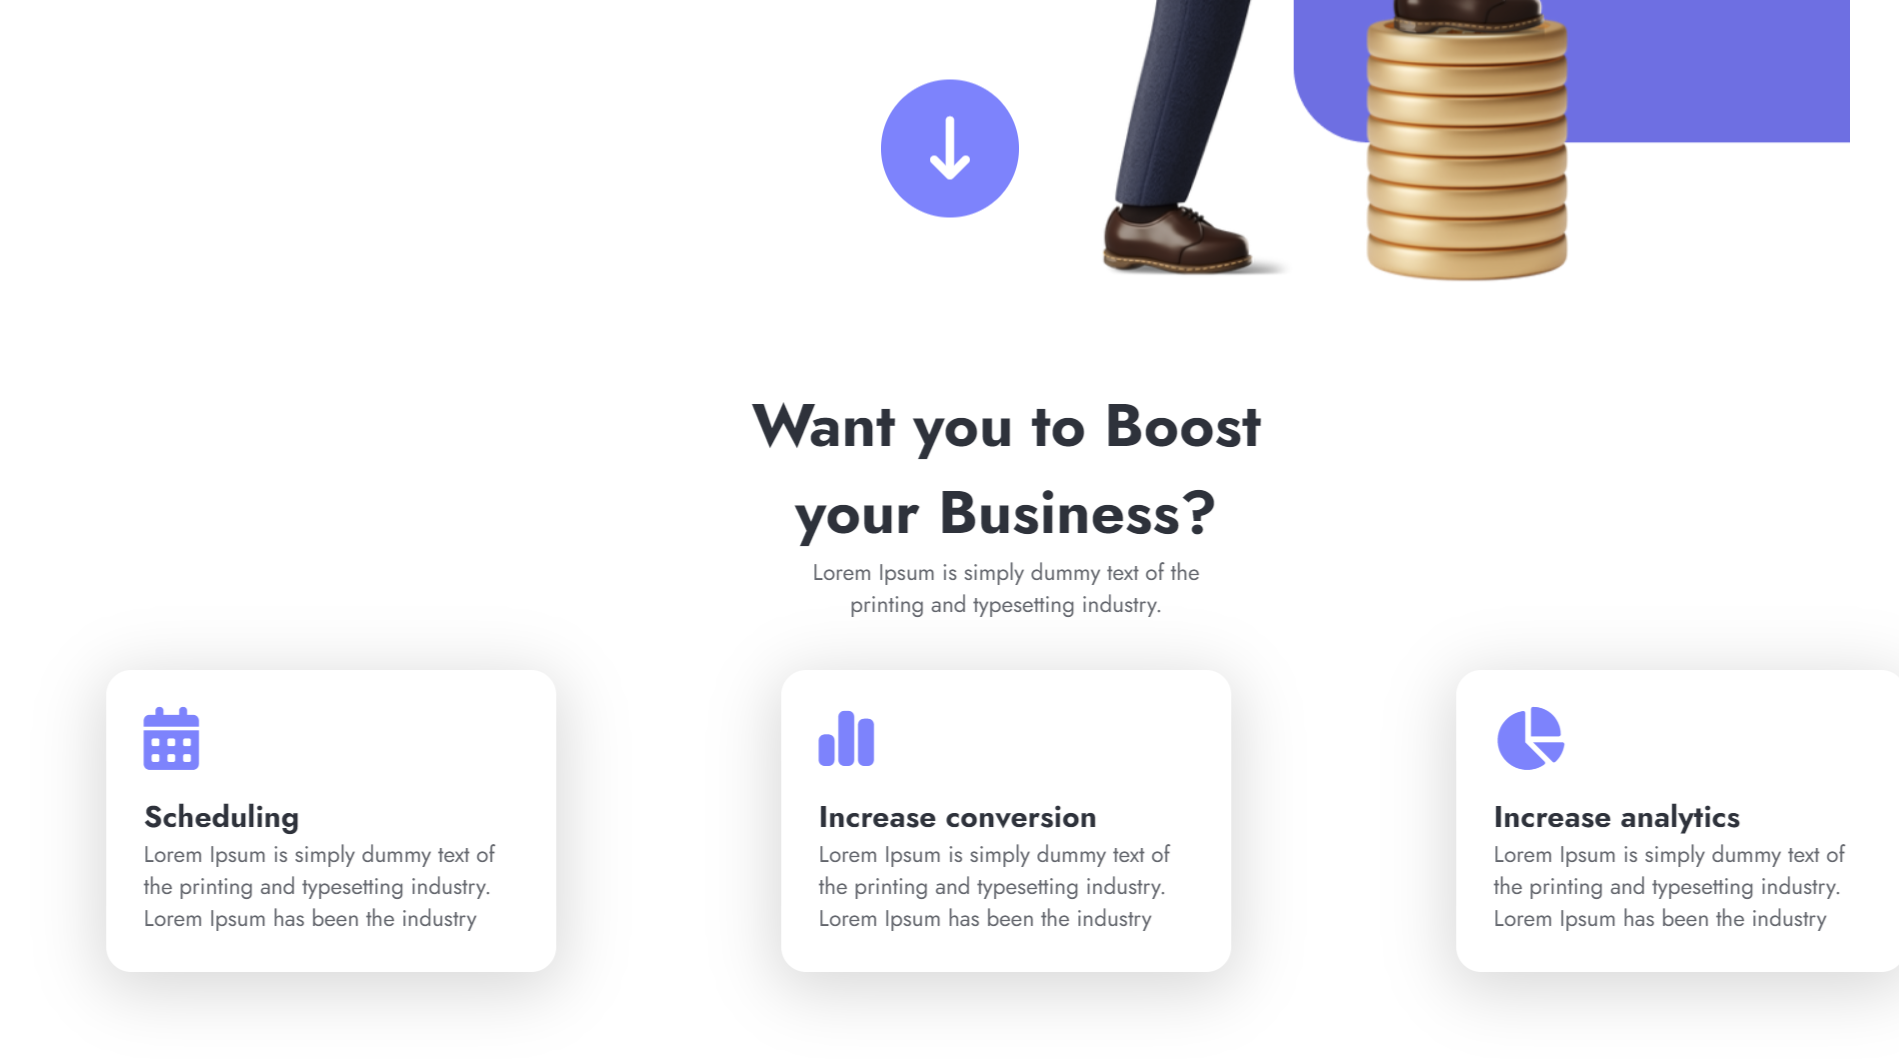 Want you to Boost
your Business?
Lorem Ipsum is simply dummy text of the
printing and typesetting industry.
Scheduling
Lorem Ipsum is simply dummy text of
the printing and typesetting industry.
Lorem Ipsum has been the industry
Increase conversion
Lorem Ipsum is simply dummy text of
the printing and typesetting industry.
Lorem Ipsum has been the industry
Increase analytics
Lorem Ipsum is simply dummy text of
the printing and typesetting industry.
Lorem Ipsum has been the industry